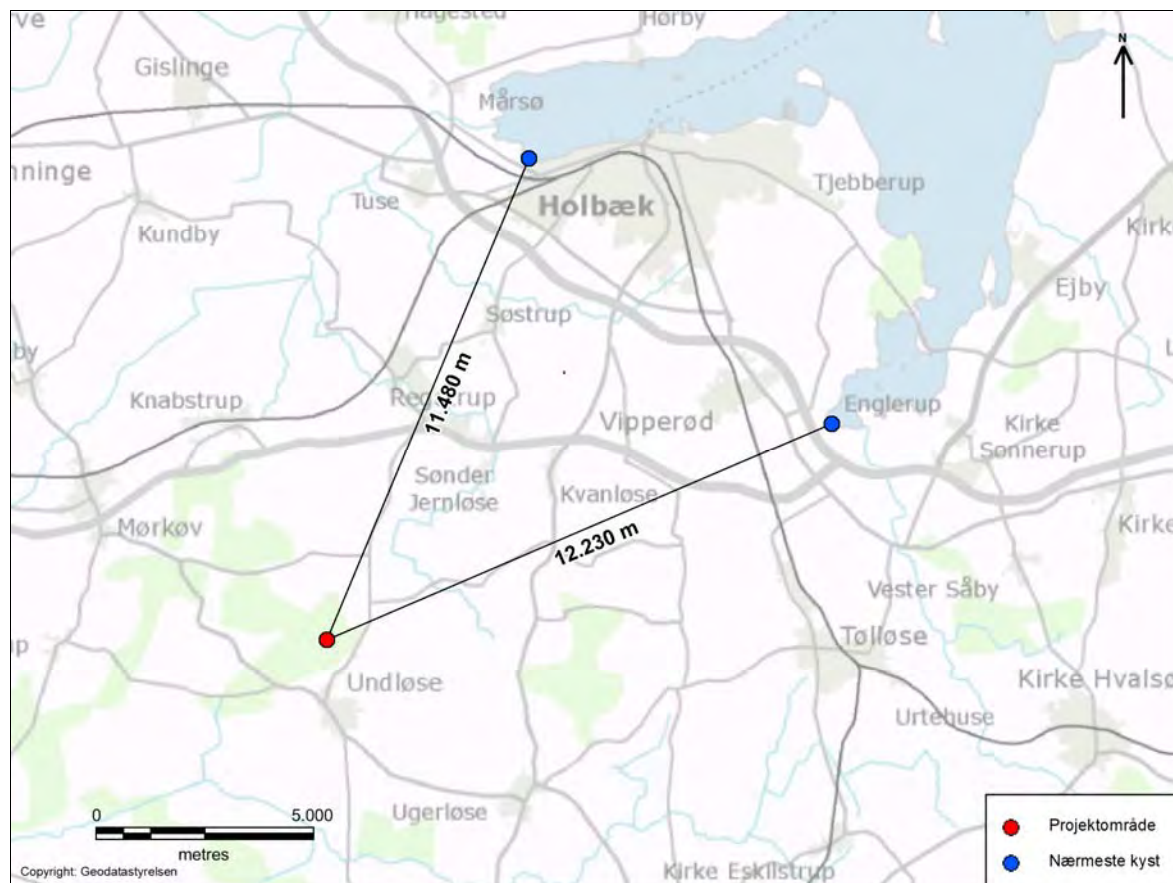 Hagested
Hørby
rve
Gislinge
N
Mårsø
nninge
Tuse
Holbæk
Tjebberup
Kirke
Kundby
Ejby
Søstrup
by
Knabstrup
11.480 m
Vipperød
Englerup
Kirke
Sonnerup
Sønder
Jernløse
Kvanløse
Mørkøv
12.230 m
Kirke
Vester Såby
Tølløse
Undløse
Kirke Hvalsø
Urtehuse
0 5.000
metres
Ugerløse
Projektområde
Nærmeste kyst
Kirke Eskilstrup
Copyright: Geodatastyrelsen